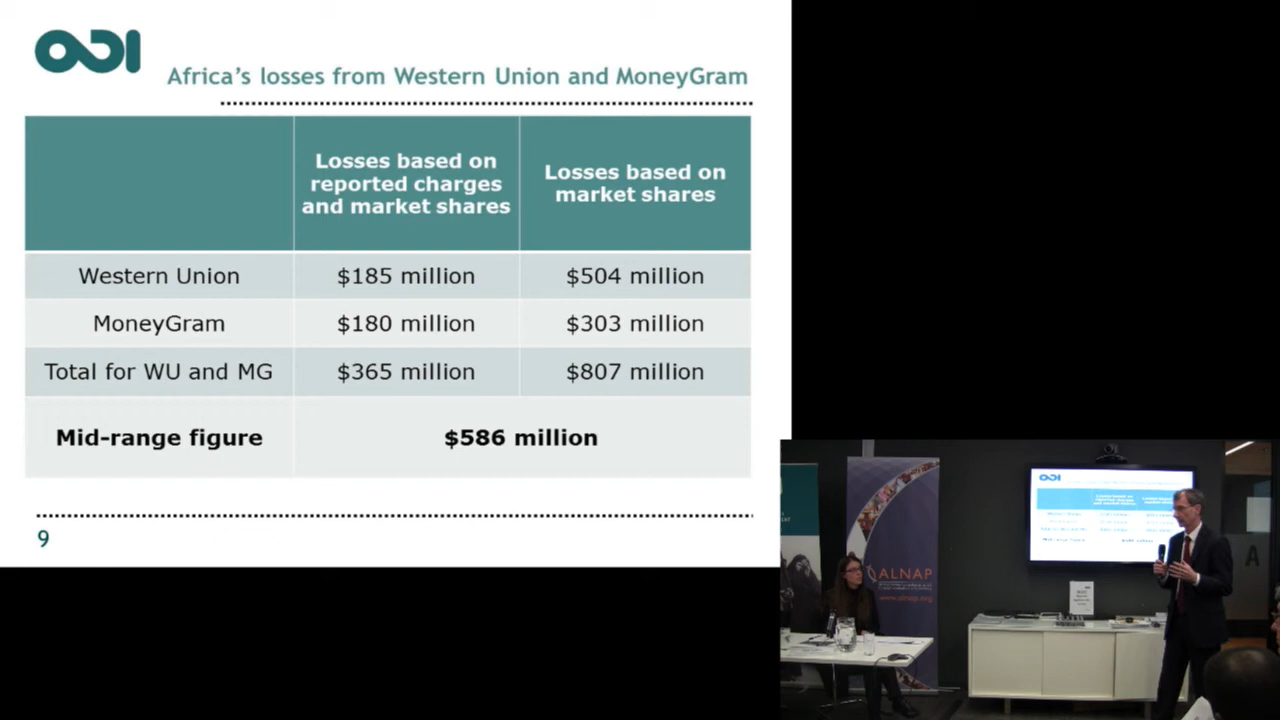 ODI
Africa's losses from Western Union and MoneyGram
Losses based on
reported charges
and market shares
Losses based on
market shares
Western Union
$185 million
$504 million
MoneyGram
$180 million
$303 million
Total for WU and MG
$365 million
$807 million
Mid-range figure
$586 million
9
ALNAP
www.alnap.org
A